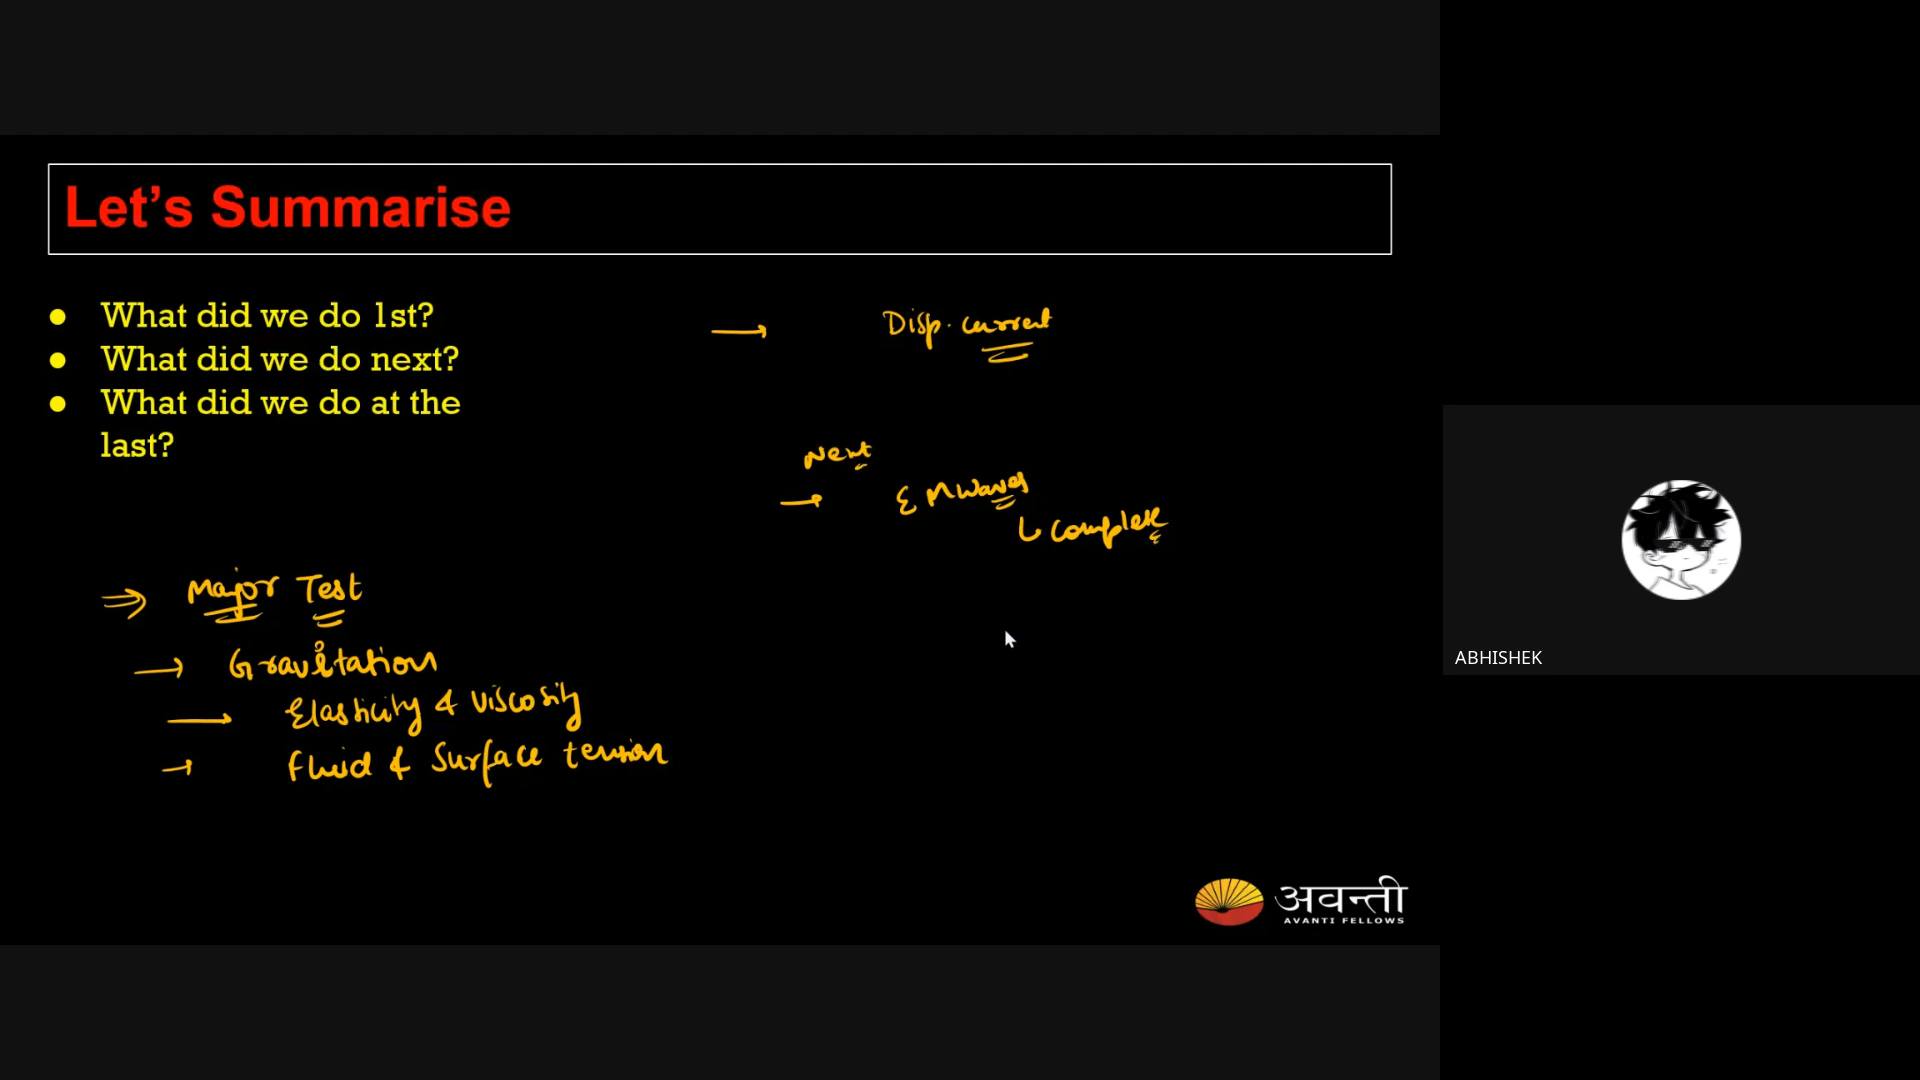 Let's Summarise
● What did we do 1st?
● What did we do next?
● What did we do at the
last?
→ Disp. current
Next
→ EM waves
↳ complete
⇒ Major Test
→ Gravitation
→ Elasticity & Viscosity
→ Fluid & Surface tension
ABHISHEK
अवन्ती
AVANTI FELLOWS